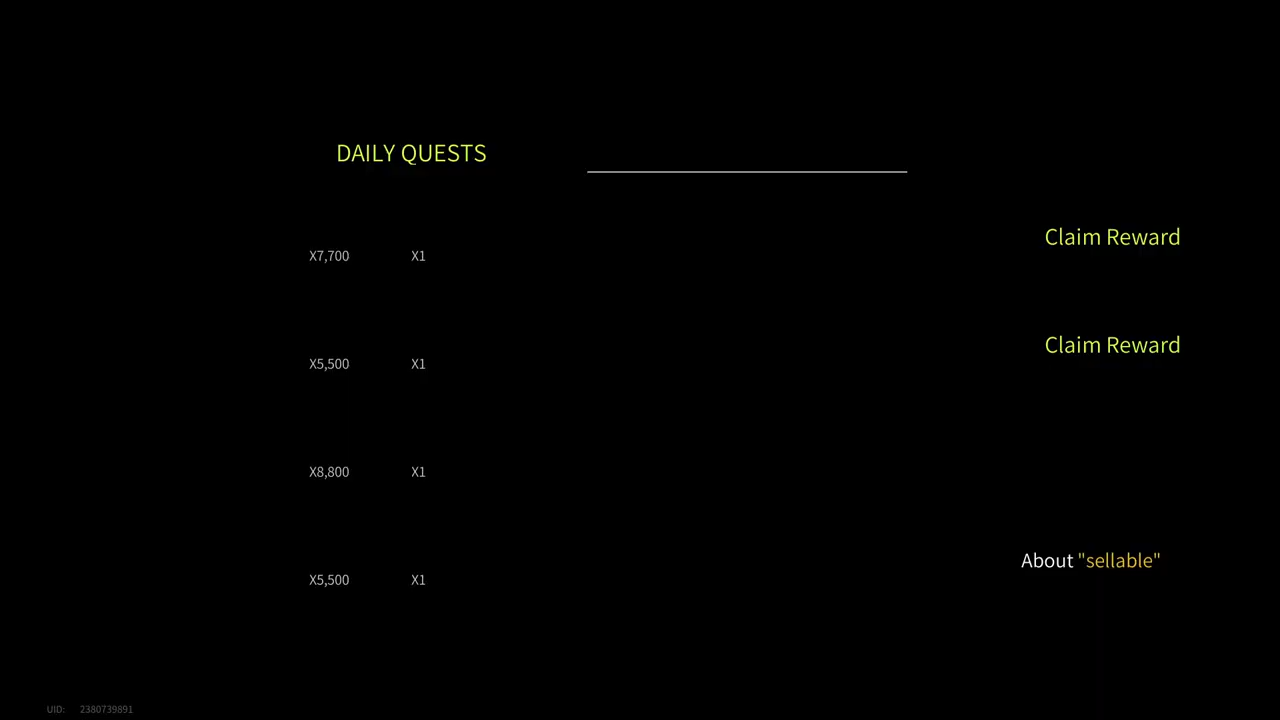 DAILY QUESTS
X7,700 X1
Claim Reward
X5,500 X1
Claim Reward
X8,800 X1
X5,500 X1
About "sellable"
UID: 2380739891